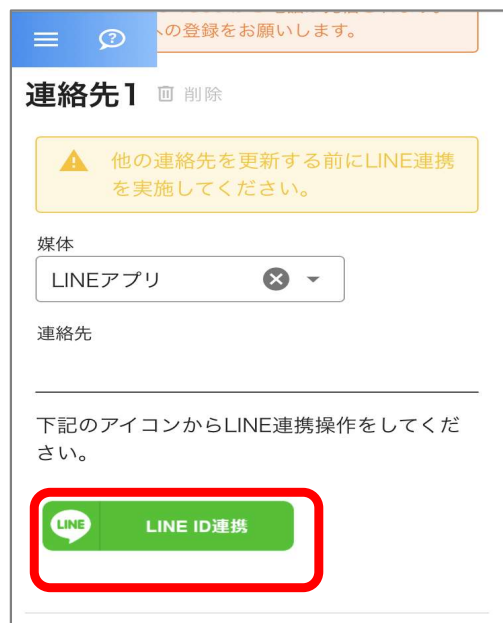 への登録をお願いします。
連絡先1 削除
他の連絡先を更新する前にLINE連携
を実施してください。
媒体
LINEアプリ
連絡先
下記のアイコンからLINE連携操作をしてくだ
さい。
LINE LINE ID連携